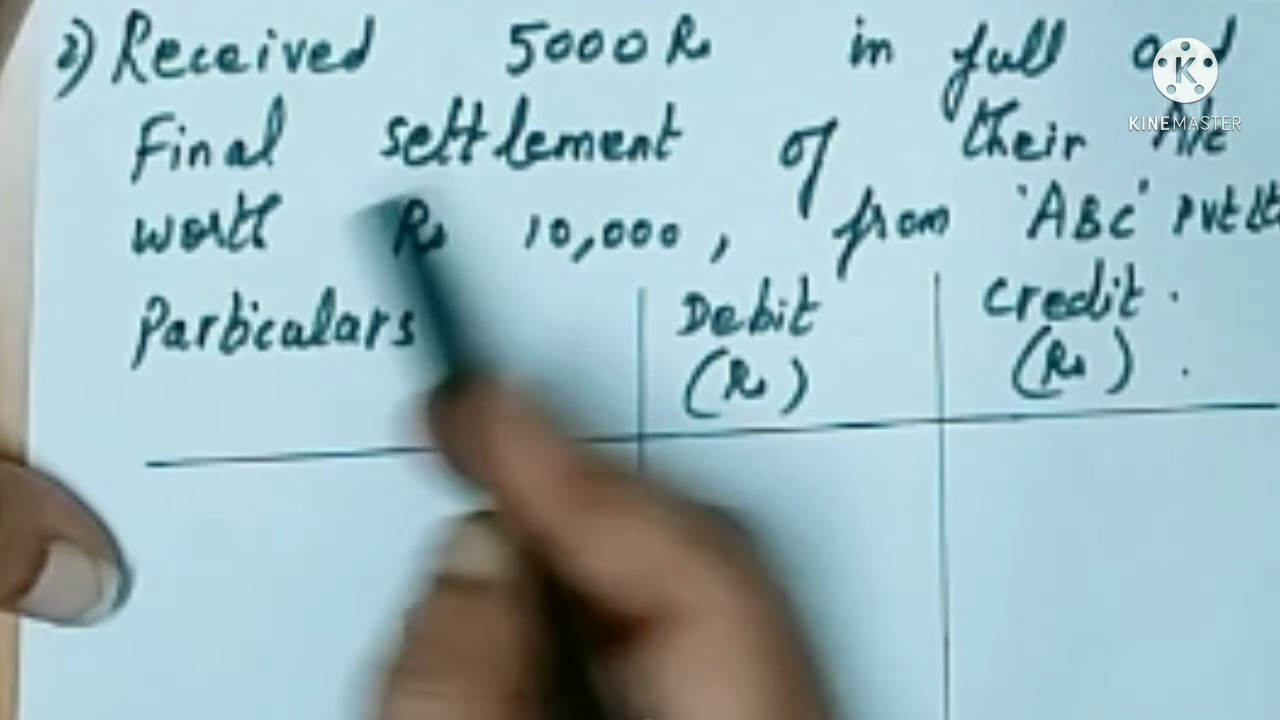 2) Received 5000 Rs in full and
Final settlement of their A/c
worth Rs 10,000, from 'ABC' Pvt Lt
Particulars Debit Credit.
(Rs) (Rs).
K
KINEMASTER